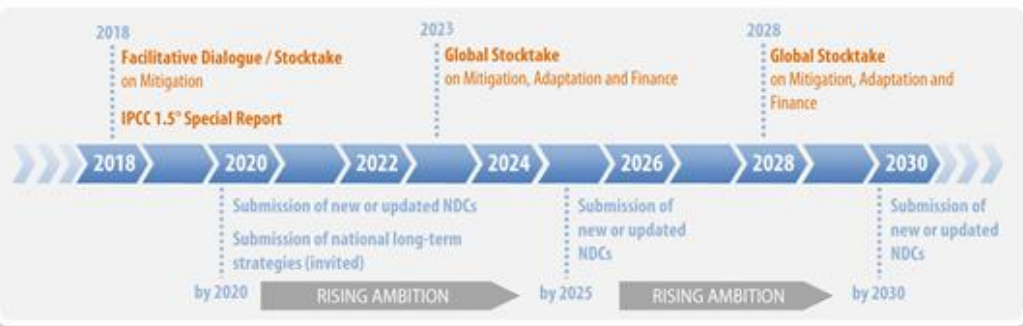 2018
Facilitative Dialogue / Stocktake
on Mitigation
IPCC 1.5° Special Report
2023
Global Stocktake
on Mitigation, Adaptation and Finance
2028
Global Stocktake
on Mitigation, Adaptation and
Finance
2018 2020 2022 2024 2026 2028 2030
Submission of new or updated NDCs
Submission of national long-term
strategies (invited)
by 2020
RISING AMBITION
Submission of
new or updated
NDCs
by 2025
RISING AMBITION
Submission of
new or updated
NDCs
by 2030